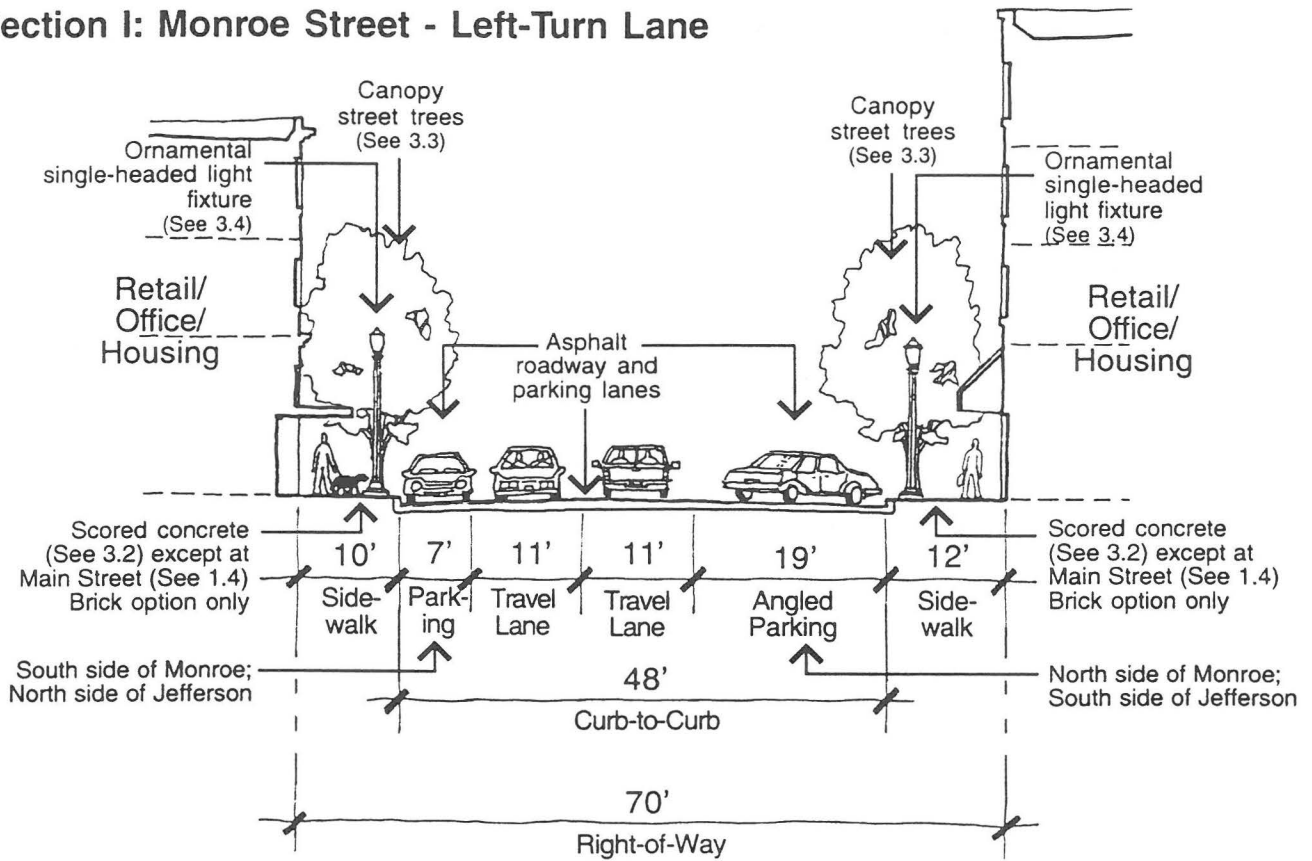 ection I: Monroe Street - Left-Turn Lane
Canopy
street trees
(See 3.3)
Canopy
street trees
(See 3.3)
Ornamental
single-headed light
fixture
(See 3.4)
Ornamental
single-headed
light fixture
(See 3.4)
Retail/
Office/
Housing
Retail/
Office/
Housing
Asphalt
roadway and
parking lanes
Scored concrete
(See 3.2) except at
Main Street (See 1.4)
Brick option only
10'
7'
11'
11'
19'
12'
Side-
walk
Park-
ing
Travel
Lane
Travel
Lane
Angled
Parking
Side-
walk
Scored concrete
(See 3.2) except at
Main Street (See 1.4)
Brick option only
South side of Monroe;
North side of Jefferson
North side of Monroe;
South side of Jefferson
48'
Curb-to-Curb
70'
Right-of-Way